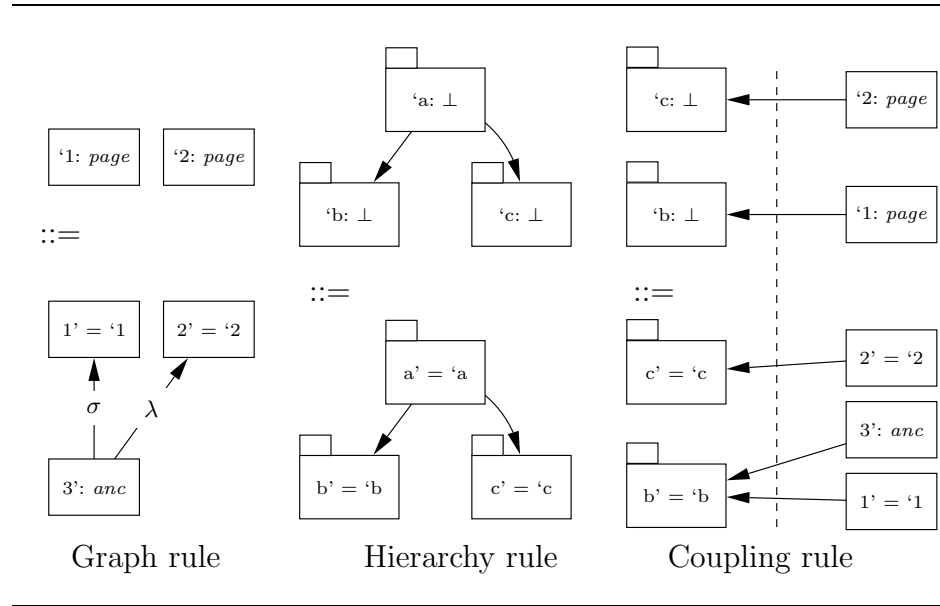 ‘1: page ‘2: page
::=
1’ = ‘1 2’ = ‘2
σ λ
3’: anc
Graph rule
‘a: ⊥
‘b: ⊥ ‘c: ⊥
::=
a’ = ‘a
b’ = ‘b c’ = ‘c
Hierarchy rule
‘c: ⊥ ‘2: page
‘b: ⊥ ‘1: page
::=
c’ = ‘c 2’ = ‘2
3’: anc
b’ = ‘b 1’ = ‘1
Coupling rule